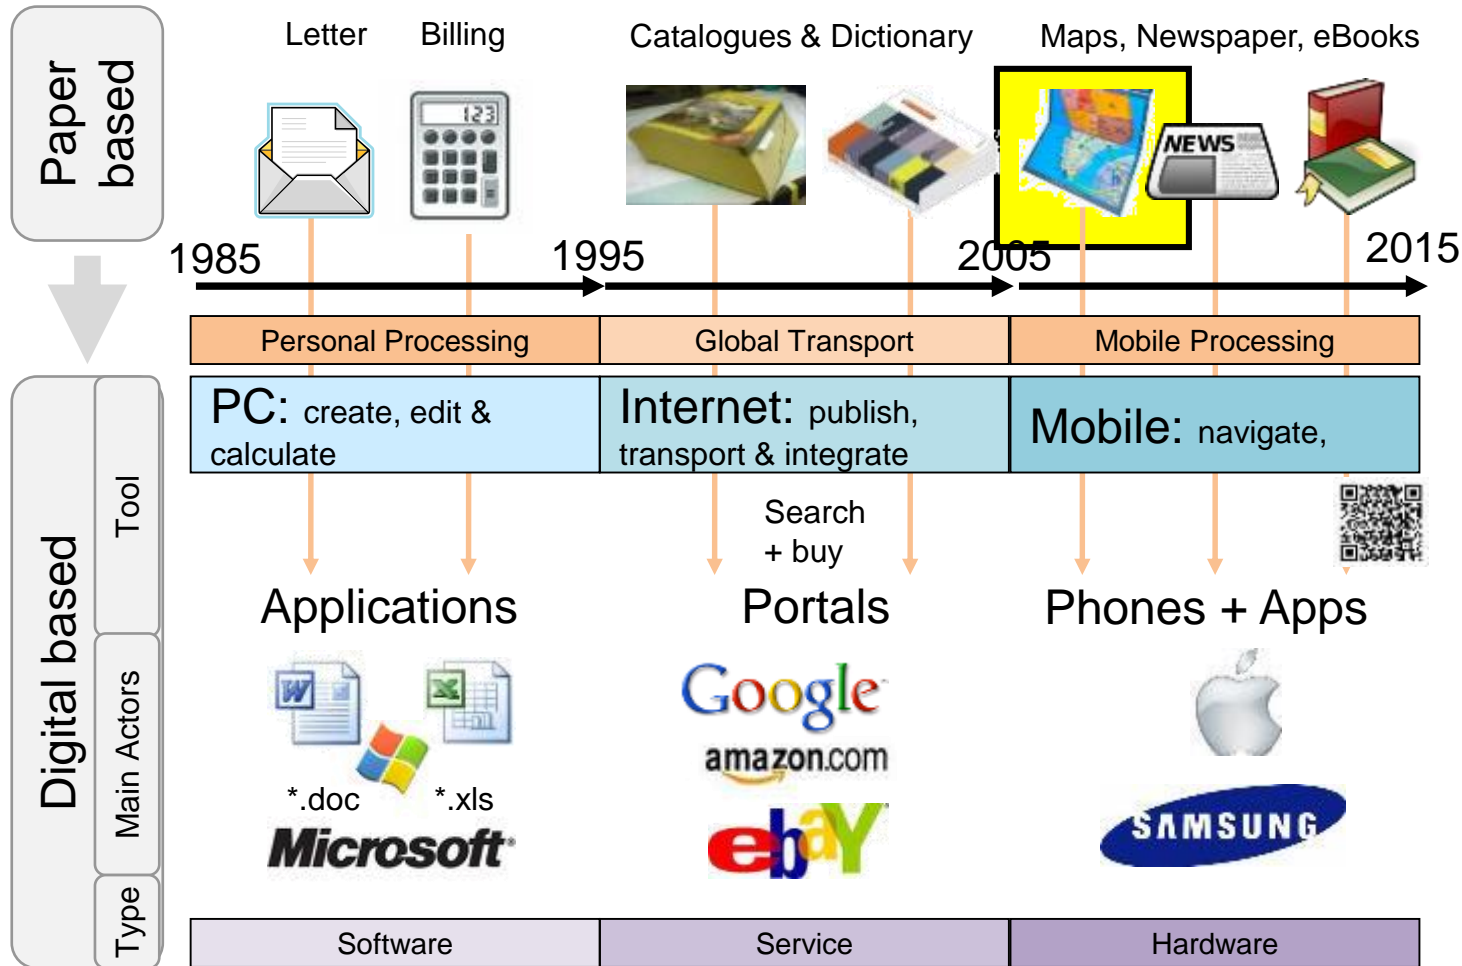 Paper
based
Letter
Billing
Catalogues & Dictionary
Maps, Newspaper, eBooks
123
NEWS
1985
1995
2005
2015
Personal Processing
Global Transport
Mobile Processing
Digital based
Tool
Main Actors
Type
PC: create, edit &
calculate
Internet: publish,
transport & integrate
Mobile: navigate,
Search
+ buy
Applications
Portals
Phones + Apps
W
X
*.doc
*.xls
Microsoft
Google
amazon.com
ebaY
SAMSUNG
Software
Service
Hardware